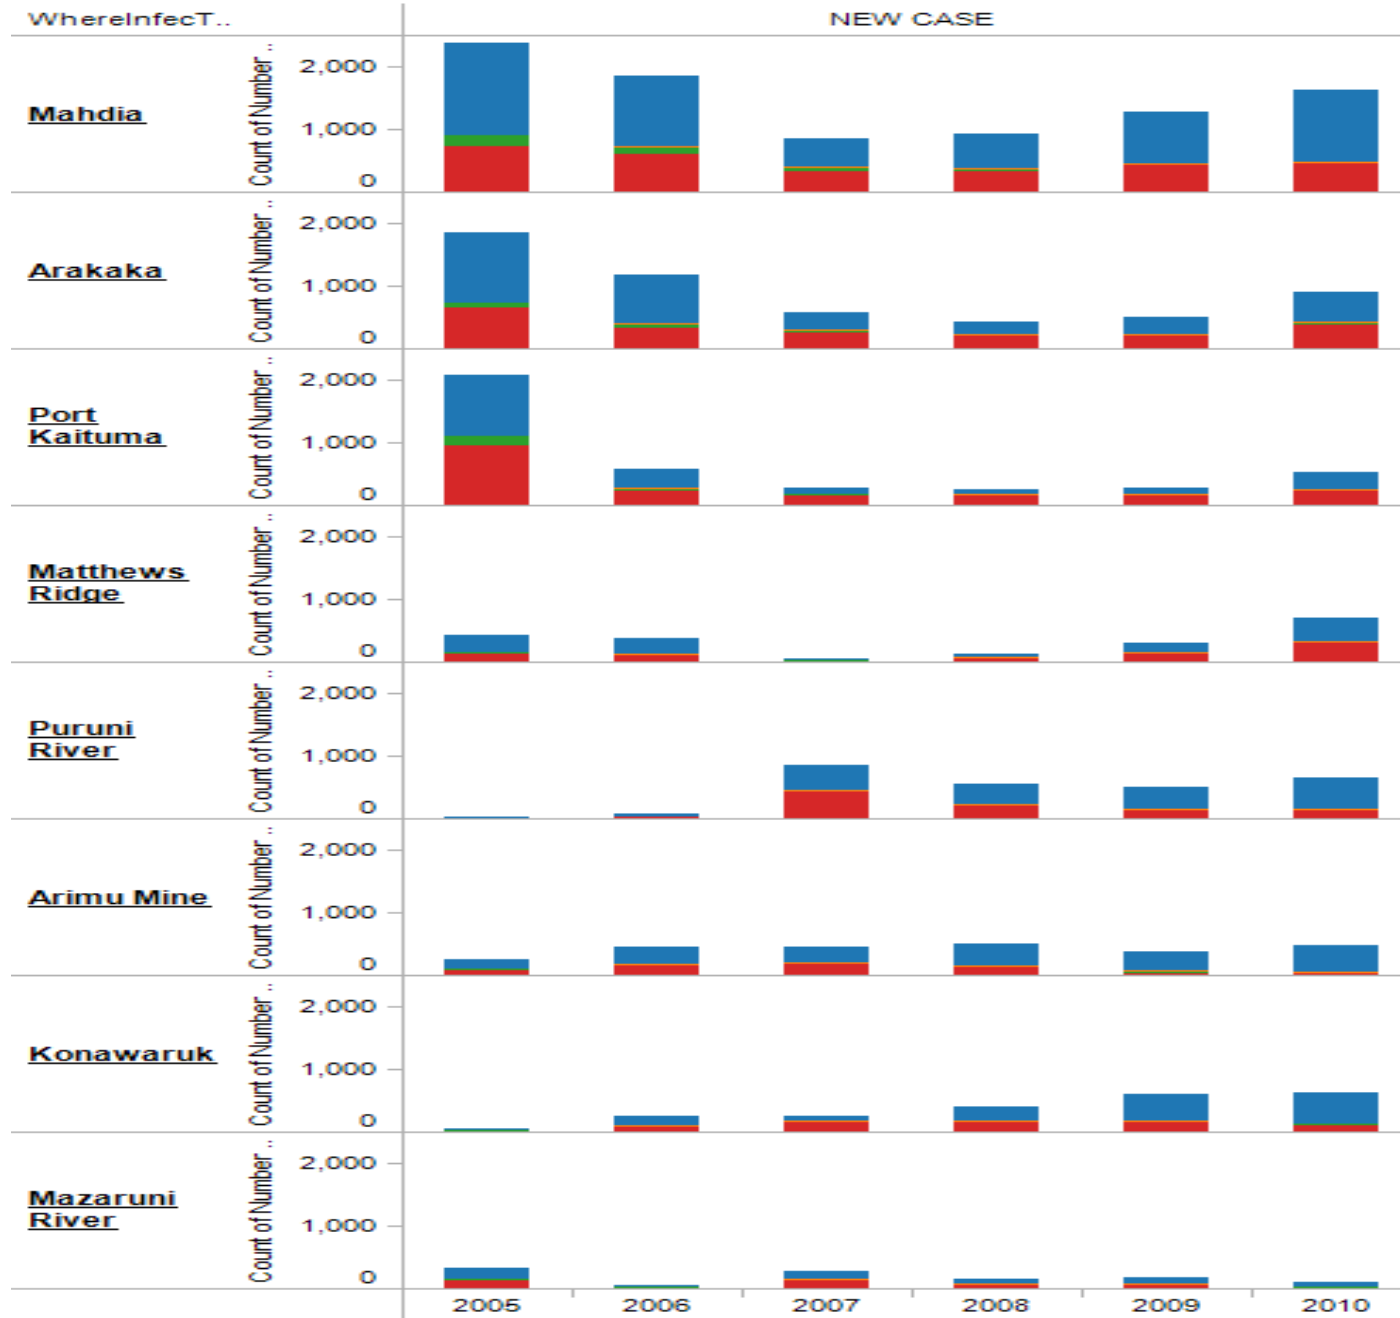 WhereInfecT..
NEW CASE
Mahdia
Count of Number ..
2,000
1,000
0
Arakaka
Count of Number ..
2,000
1,000
0
Port
Kaituma
Count of Number ..
2,000
1,000
0
Matthews
Ridge
Count of Number ..
2,000
1,000
0
Puruni
River
Count of Number ..
2,000
1,000
0
Arimu Mine
Count of Number ..
2,000
1,000
0
Konawaruk
Count of Number ..
2,000
1,000
0
Mazaruni
River
Count of Number ..
2,000
1,000
0
2005 2006 2007 2008 2009 2010